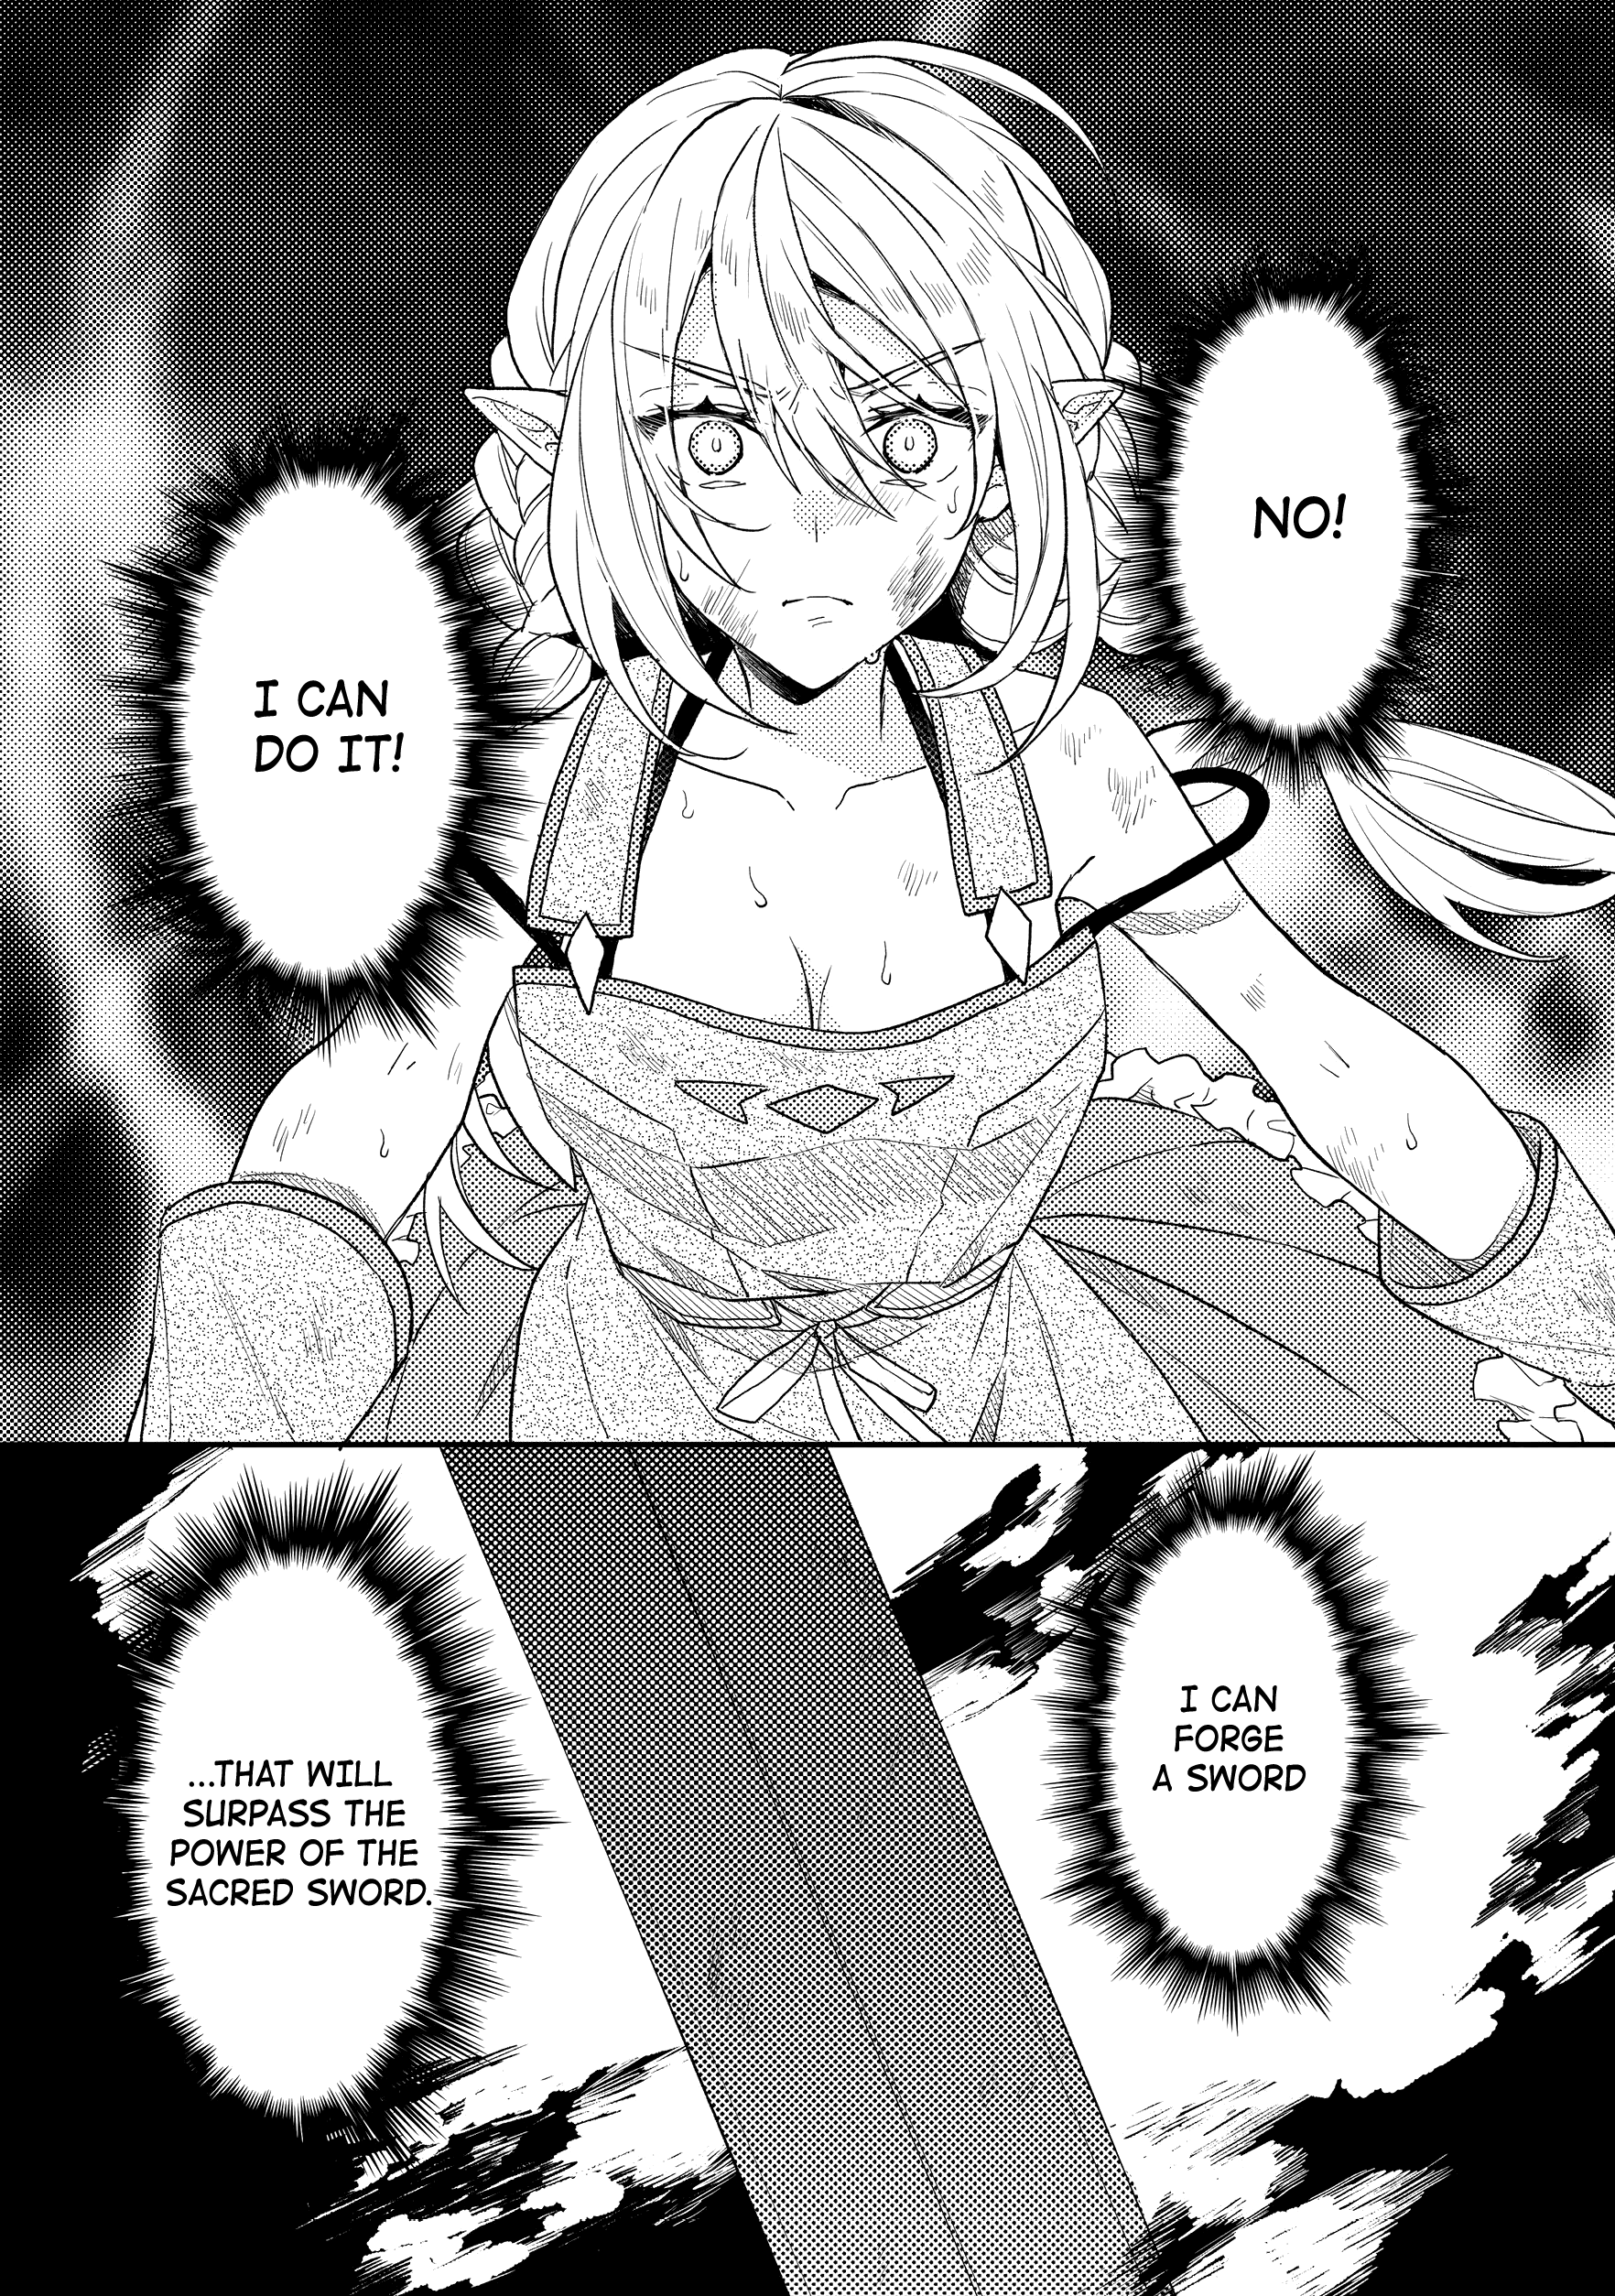 NO!
I CAN
DO IT!
I CAN
FORGE
A SWORD
...THAT WILL
SURPASS THE
POWER OF THE
SACRED SWORD.